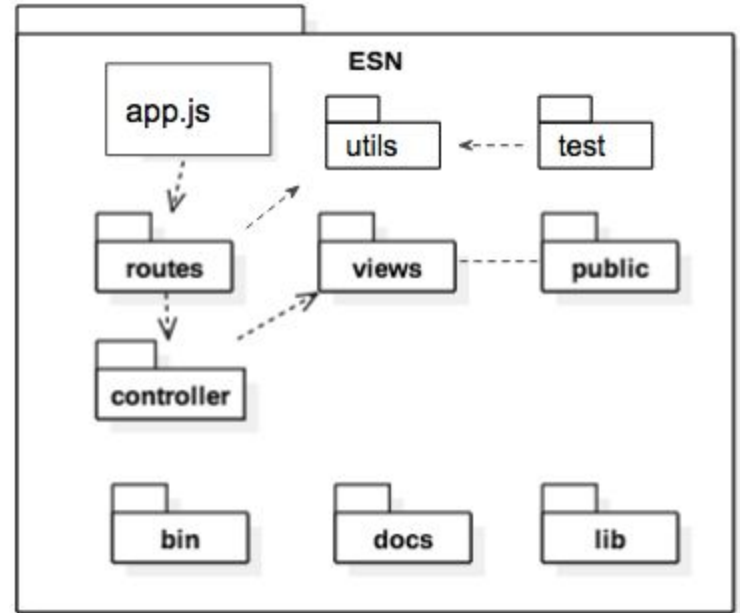 ESN
app.js
utils
test
routes
views
public
controller
bin
docs
lib